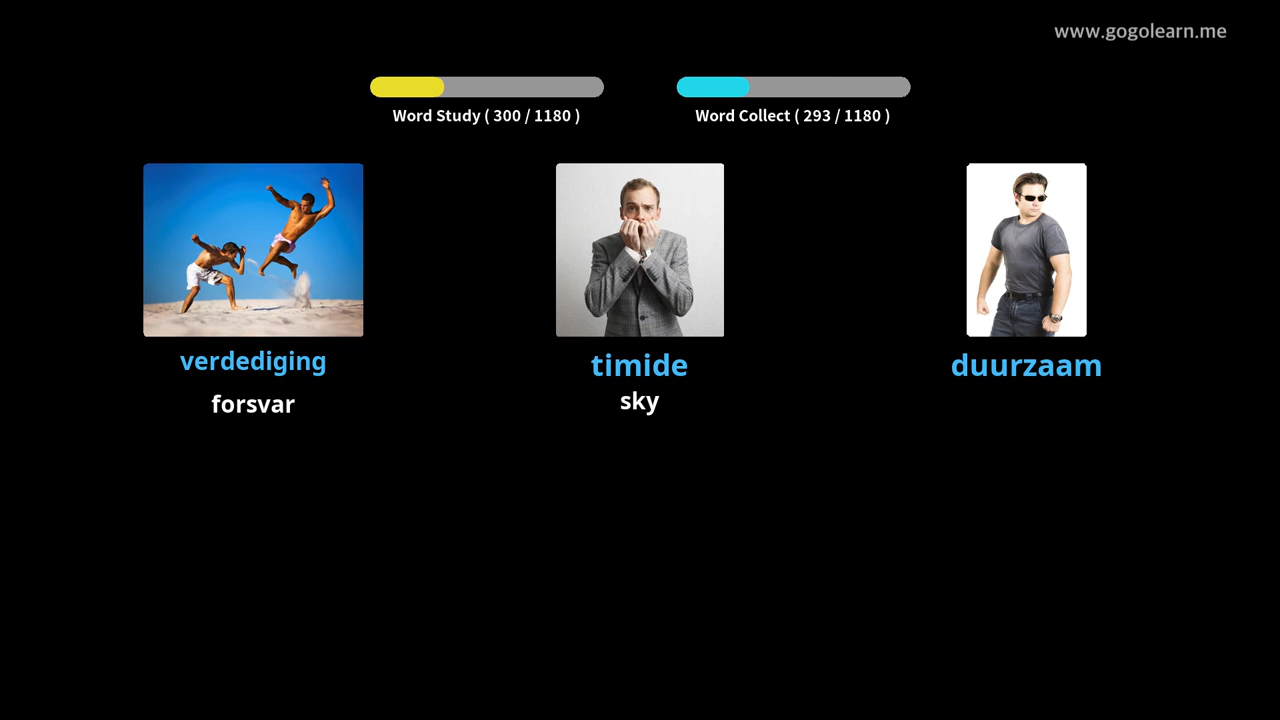 www.gogolearn.me
Word Study ( 300 / 1180 )
Word Collect ( 293 / 1180 )
verdediging
timide
duurzaam
forsvar
sky